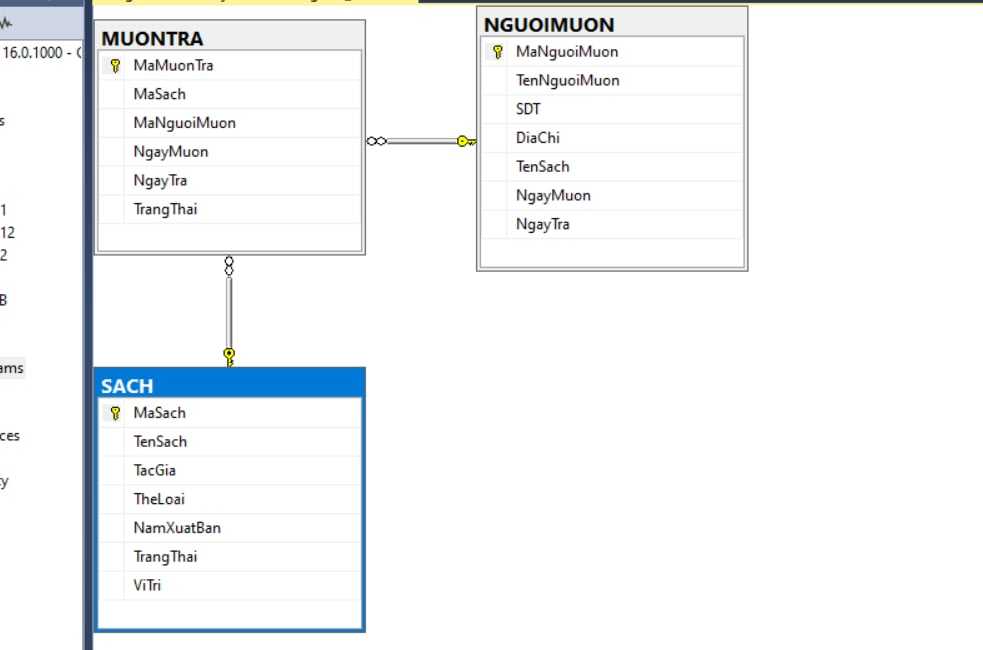 16.0.1000 - (
s
1
12
2
B
ams
ces
ty
MUONTRA
MaMuonTra
MaSach
MaNguoiMuon
NgayMuon
NgayTra
TrangThai
NGUOIMUON
MaNguoiMuon
TenNguoiMuon
SDT
DiaChi
TenSach
NgayMuon
NgayTra
SACH
MaSach
TenSach
TacGia
TheLoai
NamXuatBan
TrangThai
ViTri